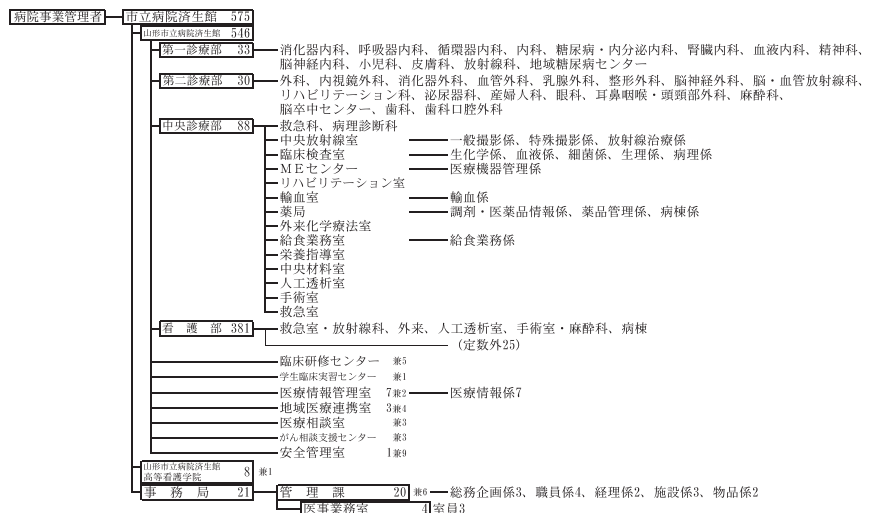 病院事業管理者 市立病院済生館 575
山形市立病院済生館 546
第一診療部 33 消化器内科、呼吸器内科、循環器内科、内科、糖尿病・内分泌内科、腎臓内科、血液内科、精神科、
脳神経内科、小児科、皮膚科、放射線科、地域糖尿病センター
第二診療部 30 外科、内視鏡外科、消化器外科、血管外科、乳腺外科、整形外科、脳神経外科、脳・血管放射線科、
リハビリテーション科、泌尿器科、産婦人科、眼科、耳鼻咽喉・頭頸部外科、麻酔科、
脳卒中センター、歯科、歯科口腔外科
中央診療部 88 救急科、病理診断科
中央放射線室 一般撮影係、特殊撮影係、放射線治療係
臨床検査室 生化学係、血液係、細菌係、生理係、病理係
MEセンター 医療機器管理係
リハビリテーション室
輸血室 輸血係
薬局 調剤・医薬品情報係、薬品管理係、病棟係
外来化学療法室
給食業務室 給食業務係
栄養指導室
中央材料室
人工透析室
手術室
救急室
看護部 381 救急室・放射線科、外来、人工透析室、手術室・麻酔科、病棟
（定数外25）
臨床研修センター 兼5
学生臨床実習センター 兼1
医療情報管理室 7兼2 医療情報係7
地域医療連携室 3兼4
医療相談室 兼3
がん相談支援センター 兼3
安全管理室 1兼9
山形市立病院済生館
高等看護学院 8 兼1
事務局 21 管理課 20 兼6 総務企画係3、職員係4、経理係2、施設係3、物品係2
医事業務室 4 室員3